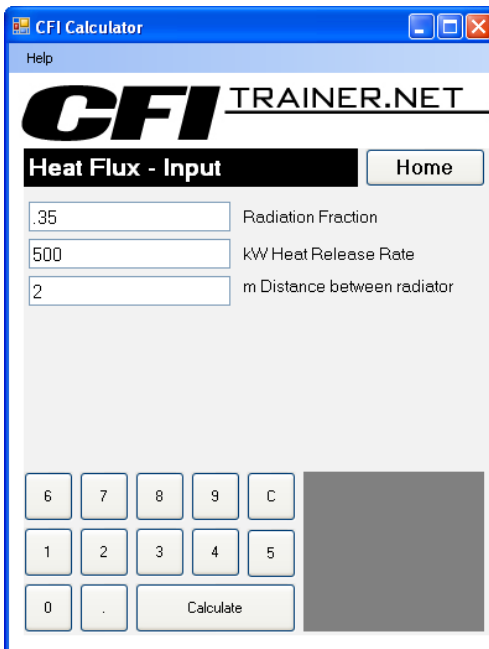 CFI Calculator
Help
CFI TRAINER.NET
Heat Flux - Input Home
.35 Radiation Fraction
500 kW Heat Release Rate
2 m Distance between radiator
6 7 8 9 C
1 2 3 4 5
0 . Calculate